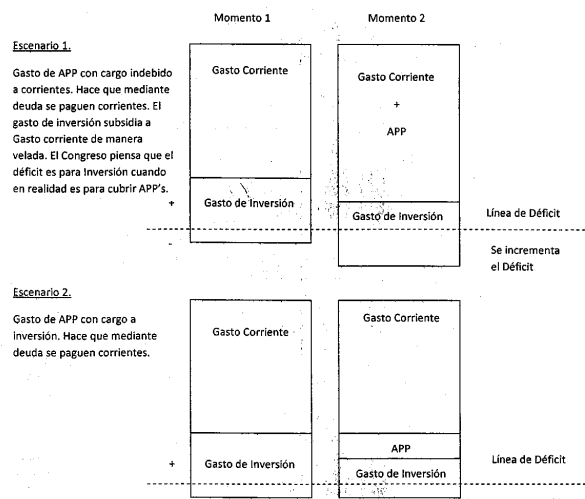 Momento 1
Momento 2
Escenario 1.
Gasto de APP con cargo indebido
a corrientes. Hace que mediante
deuda se paguen corrientes. El
gasto de inversión subsidia a
Gasto corriente de manera
velada. El Congreso piensa que el
déficit es para Inversión cuando
en realidad es para cubrir APP's.
+
-
Gasto Corriente
Gasto de Inversión
Gasto Corriente
+
APP
Gasto de Inversión
Línea de Déficit
Se incrementa
el Déficit
Escenario 2.
Gasto de APP con cargo a
inversión. Hace que mediante
deuda se paguen corrientes.
+
Gasto Corriente
Gasto de Inversión
Gasto Corriente
APP
Gasto de Inversión
Línea de Déficit